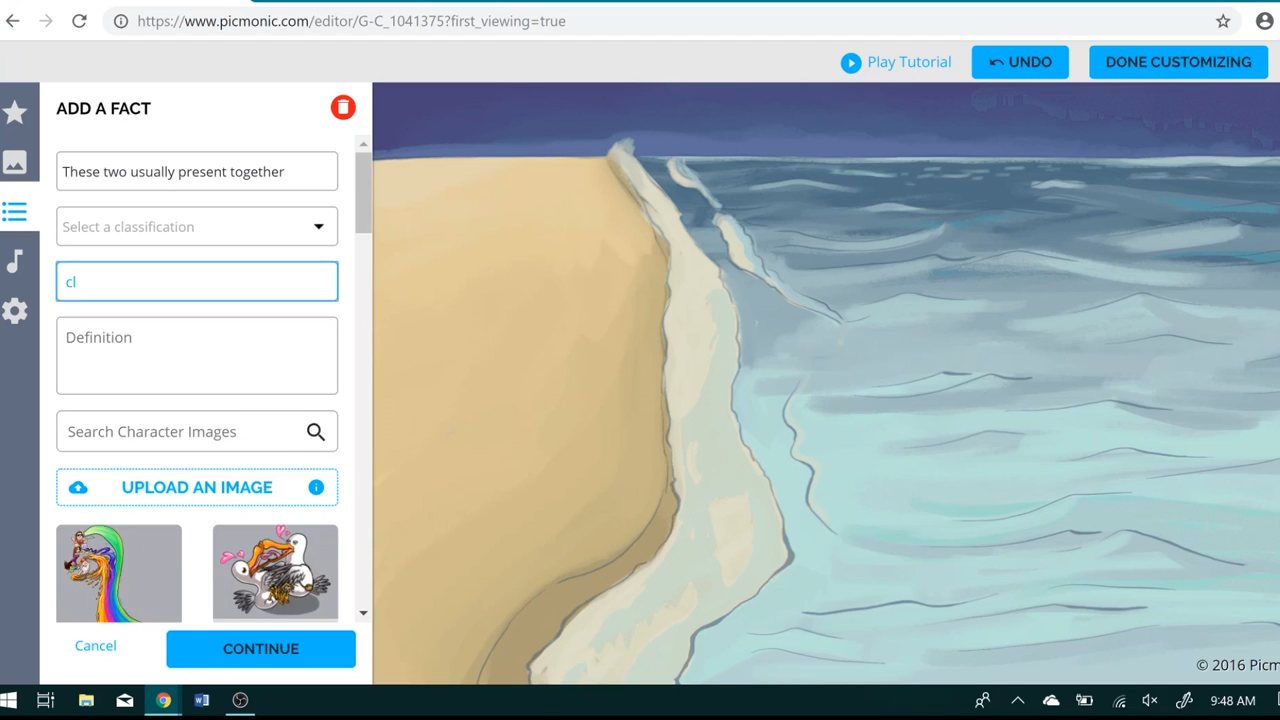 https://www.picmonic.com/editor/G-C_1041375?first_viewing=true
Play Tutorial
UNDO
DONE CUSTOMIZING
ADD A FACT
These two usually present together
Select a classification
cl
Definition
Search Character Images
UPLOAD AN IMAGE
Cancel
CONTINUE
© 2016 Picm
9:48 AM